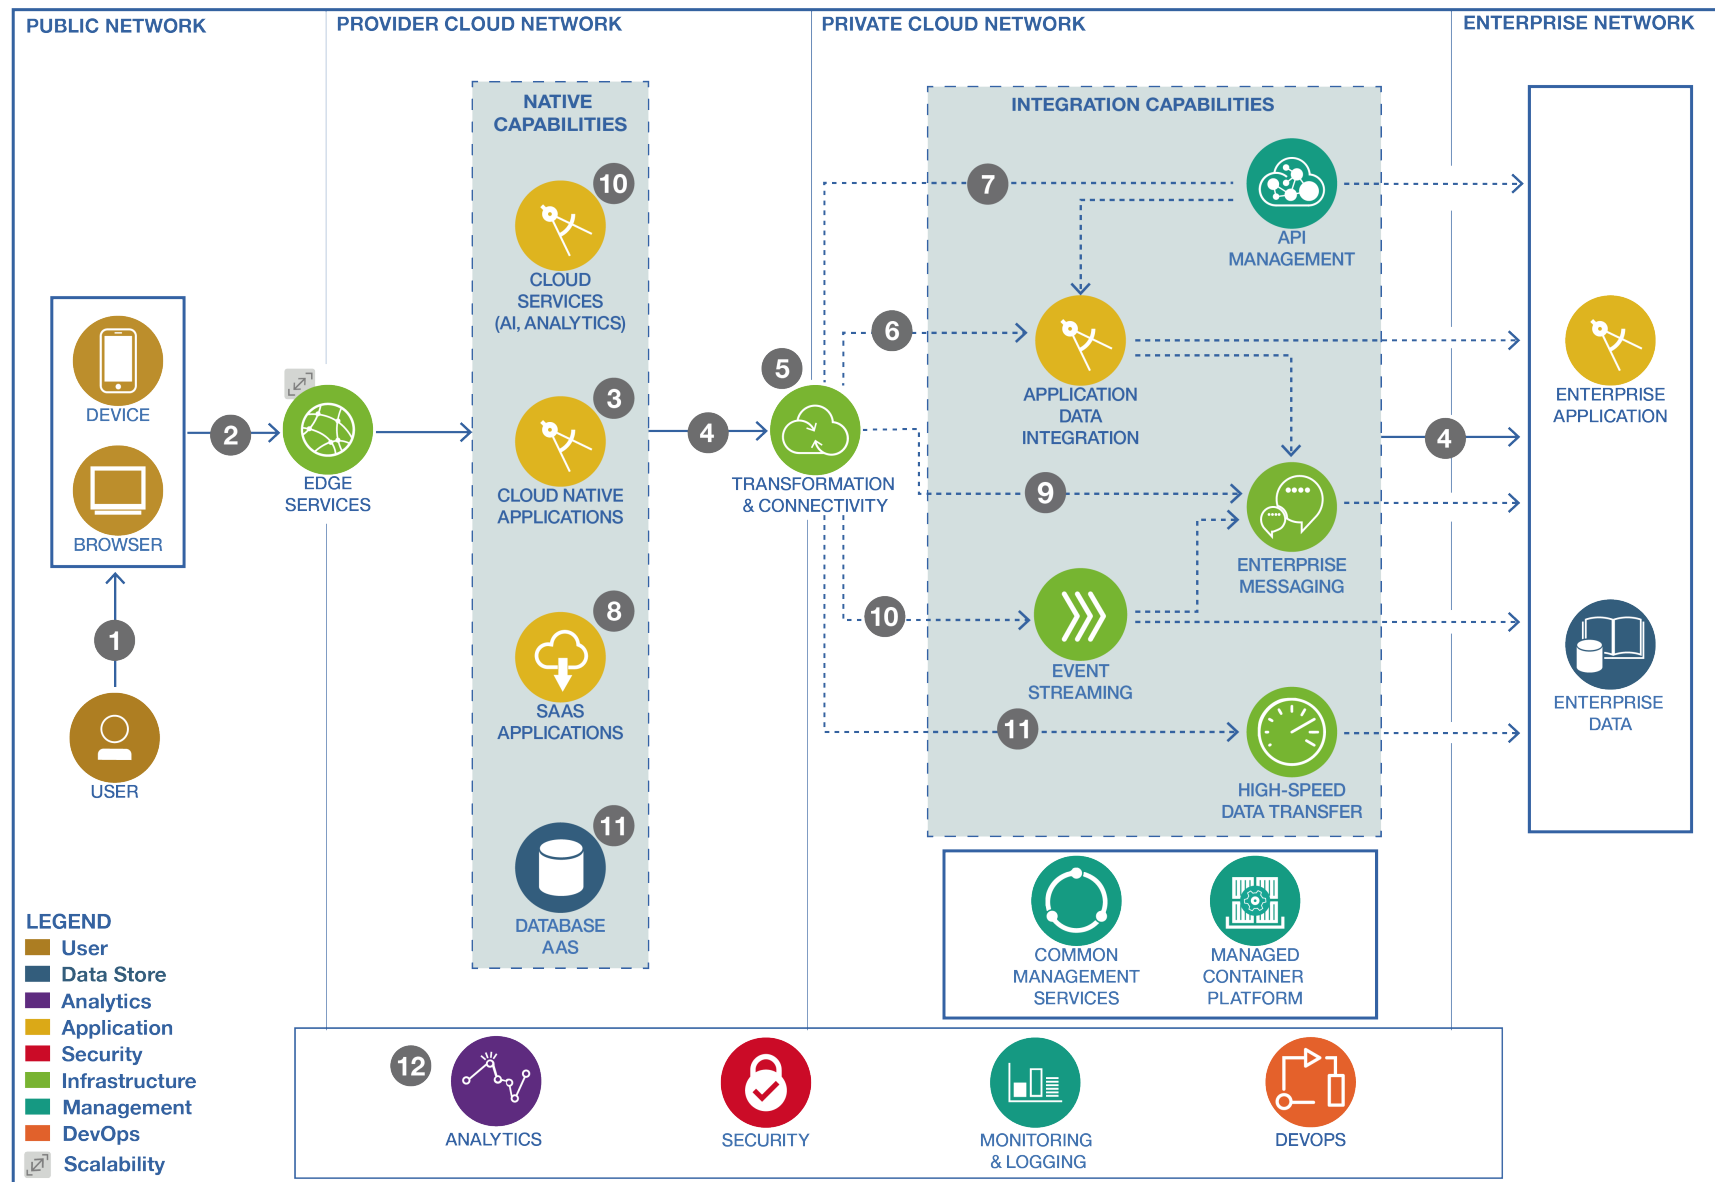 PUBLIC NETWORK
PROVIDER CLOUD NETWORK
PRIVATE CLOUD NETWORK
ENTERPRISE NETWORK
1
USER
DEVICE
BROWSER
2
EDGE
SERVICES
NATIVE
CAPABILITIES
10
CLOUD
SERVICES
(AI, ANALYTICS)
3
CLOUD NATIVE
APPLICATIONS
8
SAAS
APPLICATIONS
11
DATABASE
AAS
4
5
TRANSFORMATION
& CONNECTIVITY
INTEGRATION CAPABILITIES
7
API
MANAGEMENT
6
APPLICATION
DATA
INTEGRATION
9
ENTERPRISE
MESSAGING
10
EVENT
STREAMING
11
HIGH-SPEED
DATA TRANSFER
COMMON
MANAGEMENT
SERVICES
MANAGED
CONTAINER
PLATFORM
4
ENTERPRISE
APPLICATION
ENTERPRISE
DATA
LEGEND
User
Data Store
Analytics
Application
Security
Infrastructure
Management
DevOps
Scalability
12
ANALYTICS
SECURITY
MONITORING
& LOGGING
DEVOPS